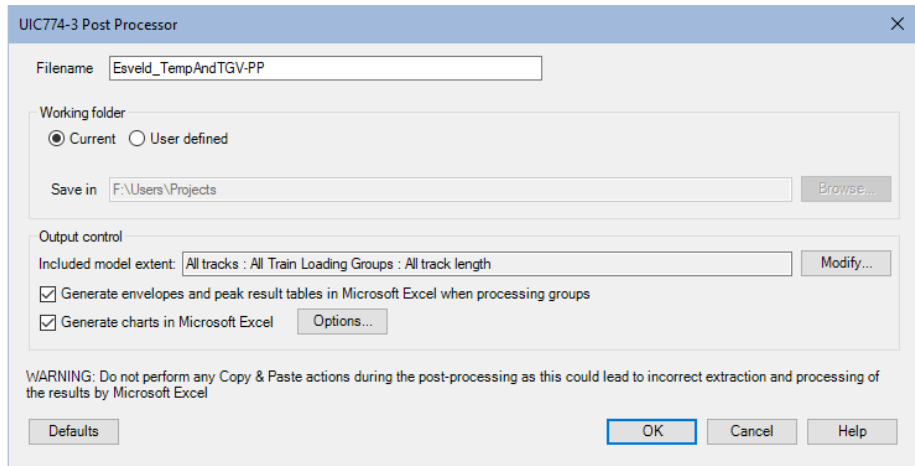 UIC774-3 Post Processor
Filename Esveld_TempAndTGV-PP
Working folder
Current User defined
Save in F:\Users\Projects Browse...
Output control
Included model extent: All tracks : All Train Loading Groups : All track length Modify...
Generate envelopes and peak result tables in Microsoft Excel when processing groups
Generate charts in Microsoft Excel Options...
WARNING: Do not perform any Copy & Paste actions during the post-processing as this could lead to incorrect extraction and processing of
the results by Microsoft Excel
Defaults OK Cancel Help